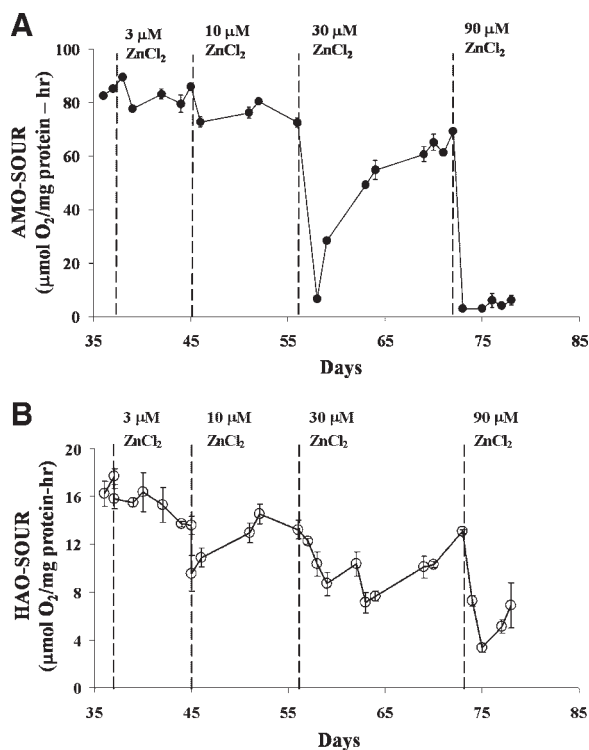 A
3 μM
ZnCl₂
10 μM
ZnCl₂
30 μM
ZnCl₂
90 μM
ZnCl₂
AMO-SOUR
(μmol O₂/mg protein – hr)
100
80
60
40
20
0
35 45 55 65 75 85
Days
B
3 μM
ZnCl₂
10 μM
ZnCl₂
30 μM
ZnCl₂
90 μM
ZnCl₂
HAO-SOUR
(μmol O₂/mg protein-hr)
20
16
12
8
4
0
35 45 55 65 75 85
Days